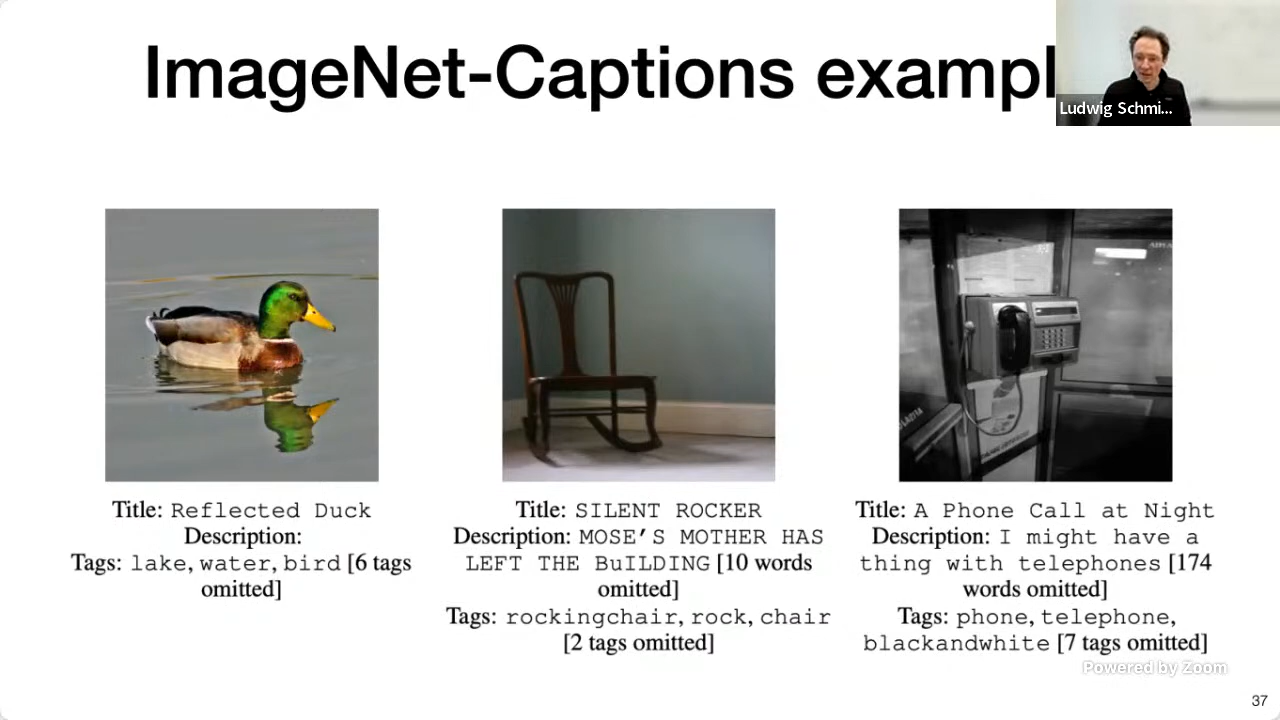 ImageNet-Captions exampl
Ludwig Schmi...
Title: Reflected Duck
Description:
Tags: lake, water, bird [6 tags
omitted]
Title: SILENT ROCKER
Description: MOSE’S MOTHER HAS
LEFT THE BuILDING [10 words
omitted]
Tags: rockingchair, rock, chair
[2 tags omitted]
Title: A Phone Call at Night
Description: I might have a
thing with telephones [174
words omitted]
Tags: phone, telephone,
blackandwhite [7 tags omitted]
Powered by Zoom
37